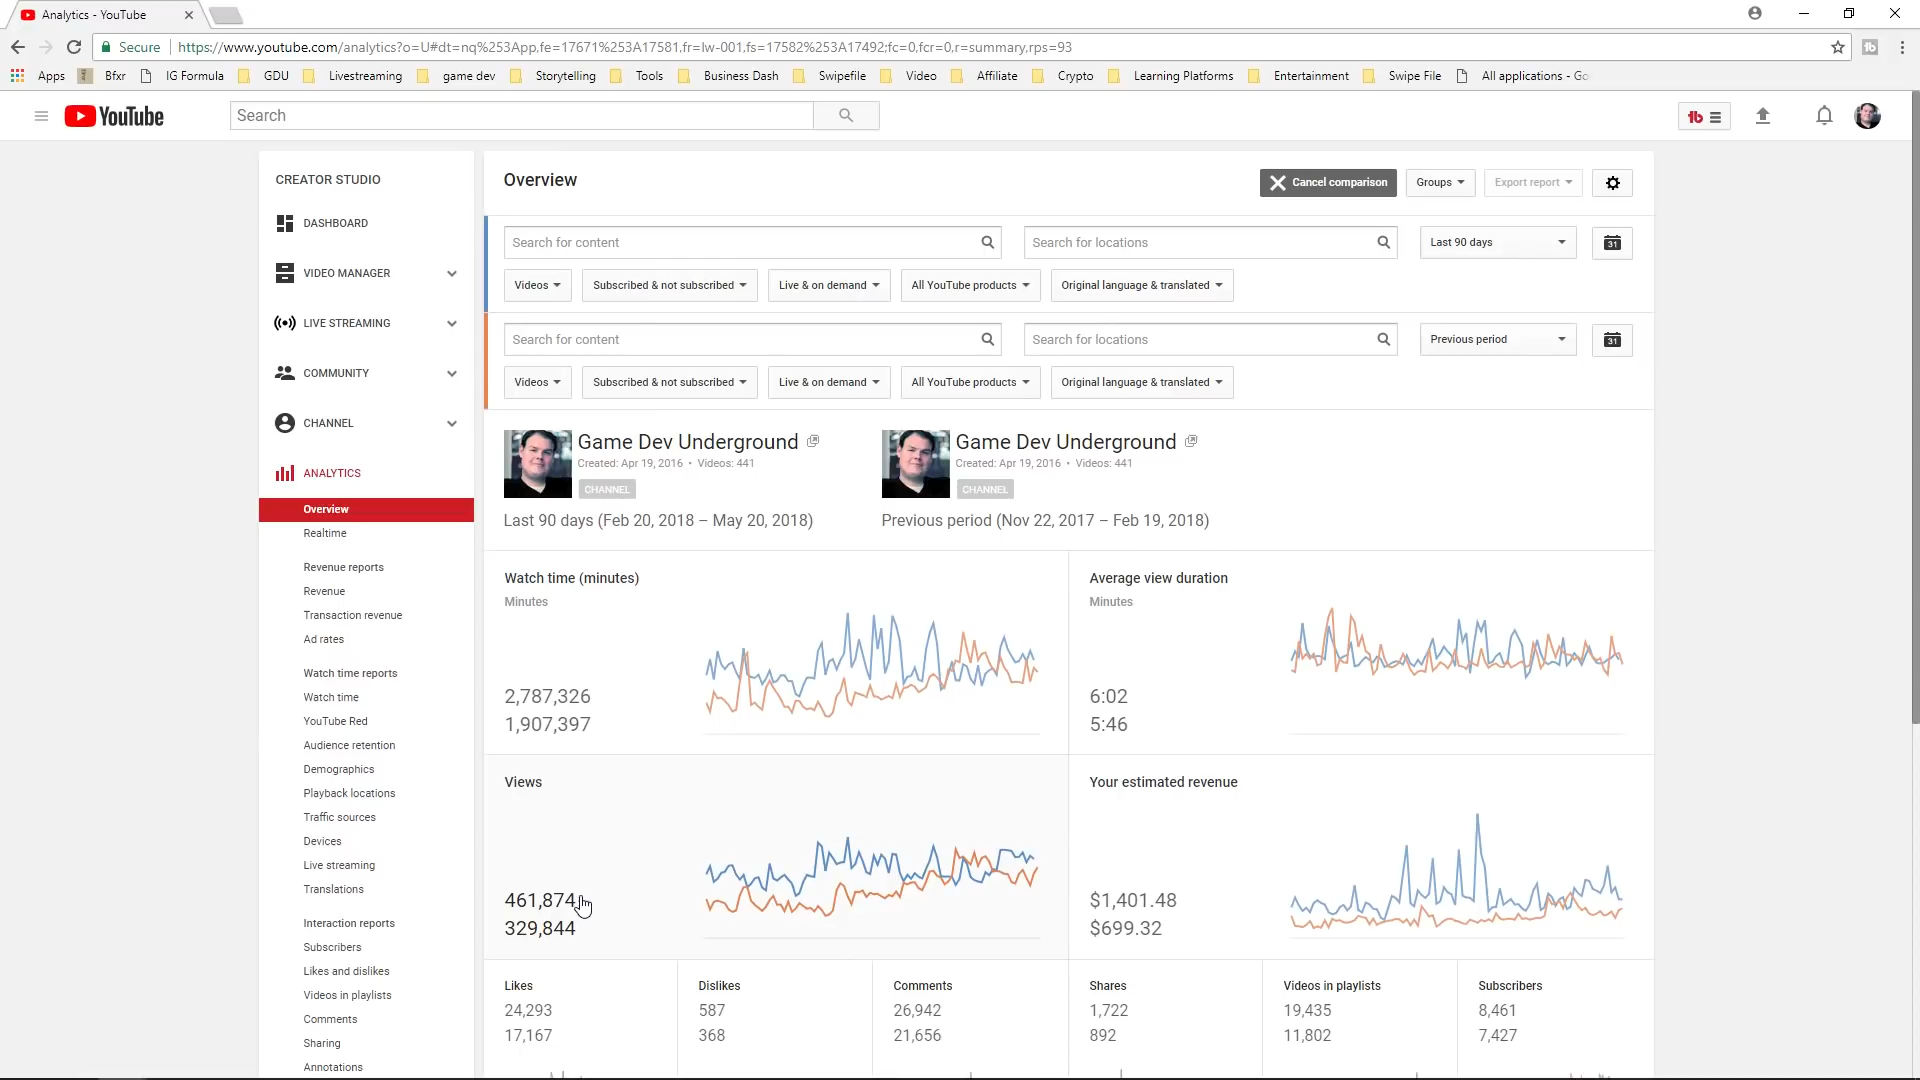 Analytics - YouTube
Secure https://www.youtube.com/analytics?o=U#dt=nq%253App,fe=17671%253A17581,fr=lw-001,fs=17582%253A17492;fc=0,fcr=0,r=summary,rps=93
Apps Bfxr IG Formula GDU Livestreaming game dev Storytelling Tools Business Dash Swipefile Video Affiliate Crypto Learning Platforms Entertainment Swipe File All applications - Go
YouTube Search tb
CREATOR STUDIO
DASHBOARD
VIDEO MANAGER
LIVE STREAMING
COMMUNITY
CHANNEL
ANALYTICS
Overview
Realtime
Revenue reports
Revenue
Transaction revenue
Ad rates
Watch time reports
Watch time
YouTube Red
Audience retention
Demographics
Playback locations
Traffic sources
Devices
Live streaming
Translations
Interaction reports
Subscribers
Likes and dislikes
Videos in playlists
Comments
Sharing
Annotations
Overview Cancel comparison Groups Export report
Search for content Search for locations Last 90 days 31
Videos Subscribed & not subscribed Live & on demand All YouTube products Original language & translated
Search for content Search for locations Previous period 31
Videos Subscribed & not subscribed Live & on demand All YouTube products Original language & translated
Game Dev Underground
Created: Apr 19, 2016 • Videos: 441
CHANNEL
Last 90 days (Feb 20, 2018 – May 20, 2018)
Game Dev Underground
Created: Apr 19, 2016 • Videos: 441
CHANNEL
Previous period (Nov 22, 2017 – Feb 19, 2018)
Watch time (minutes)
Minutes
2,787,326
1,907,397
Average view duration
Minutes
6:02
5:46
Views
461,874
329,844
Your estimated revenue
$1,401.48
$699.32
Likes
24,293
17,167
Dislikes
587
368
Comments
26,942
21,656
Shares
1,722
892
Videos in playlists
19,435
11,802
Subscribers
8,461
7,427